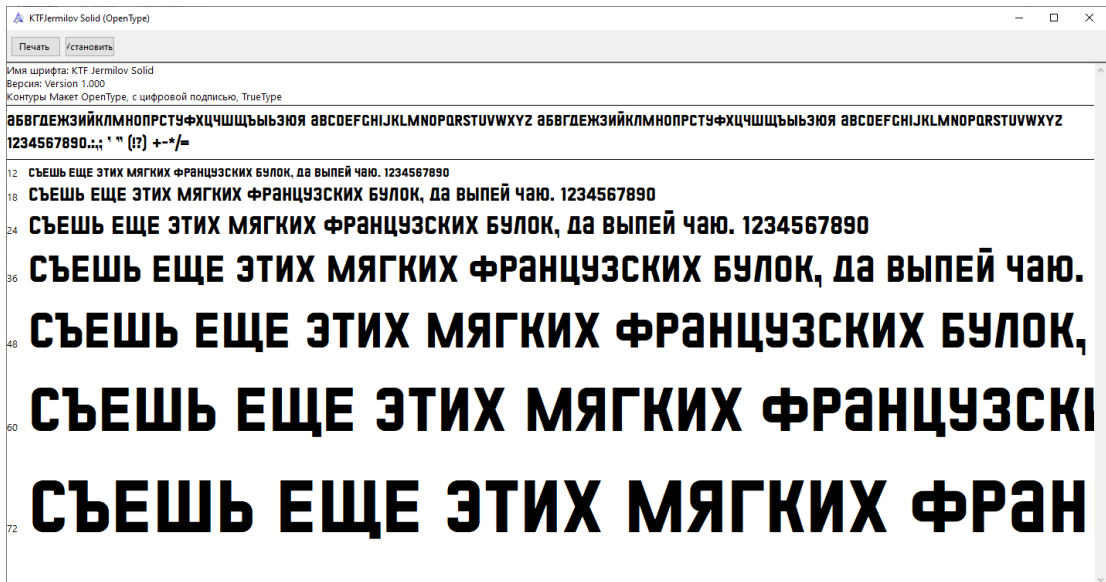 KTFJermilov Solid (OpenType)
Печать Установить
Имя шрифта: KTF Jermilov Solid
Версия: Version 1.000
Контуры Макет OpenType, с цифровой подписью, TrueType
аБВГДЕЖЗИЙКЛМНОПРСТУФХЦЧШЩЪЫЬЭЮЯ aBCDEFGHIJKLMNOPQRSTUVWXYZ аБВГДЕЖЗИЙКЛМНОПРСТУФХЦЧШЩЪЫЬЭЮЯ aBCDEFGHIJKLMNOPQRSTUVWXYZ
1234567890.:,; ' " (!?) +-*/=
12 СЪЕШЬ ЕЩЕ ЭТИХ МЯГКИХ ФРаНЦУЗСКИХ БУЛОК, Да ВЫПЕЙ ЧаЮ. 1234567890
18 СЪЕШЬ ЕЩЕ ЭТИХ МЯГКИХ ФРаНЦУЗСКИХ БУЛОК, Да ВЫПЕЙ ЧаЮ. 1234567890
24 СЪЕШЬ ЕЩЕ ЭТИХ МЯГКИХ ФРаНЦУЗСКИХ БУЛОК, Да ВЫПЕЙ ЧаЮ. 1234567890
36 СЪЕШЬ ЕЩЕ ЭТИХ МЯГКИХ ФРаНЦУЗСКИХ БУЛОК, Да ВЫПЕЙ ЧаЮ.
48 СЪЕШЬ ЕЩЕ ЭТИХ МЯГКИХ ФРаНЦУЗСКИХ БУЛОК,
60 СЪЕШЬ ЕЩЕ ЭТИХ МЯГКИХ ФРаНЦУЗСК
72 СЪЕШЬ ЕЩЕ ЭТИХ МЯГКИХ ФРаН